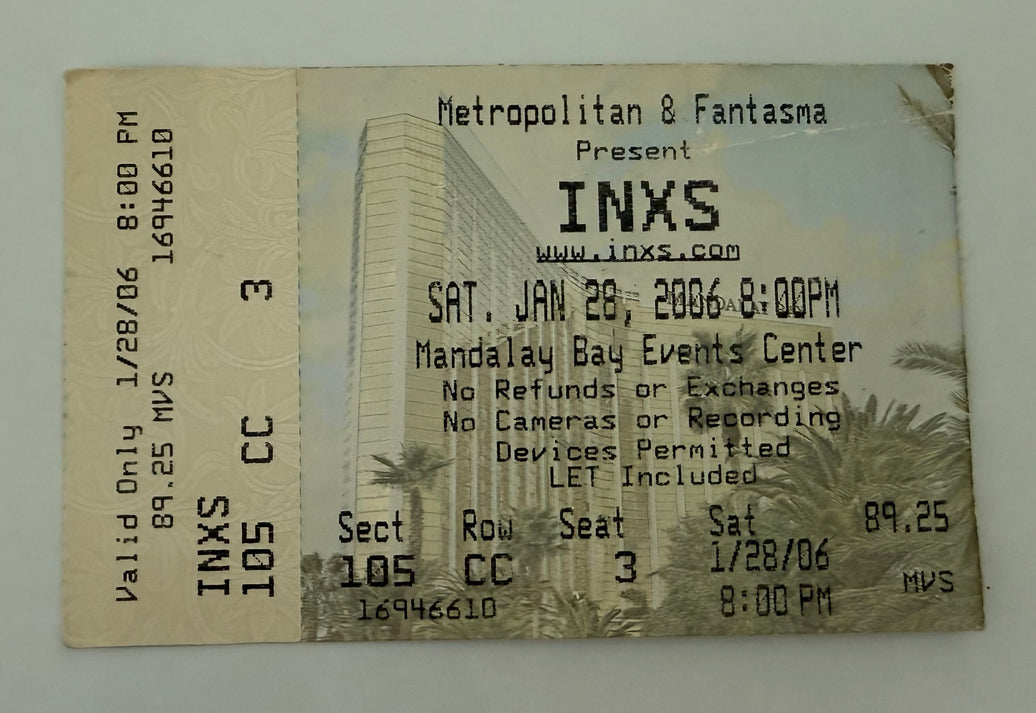 Valid Only 1/28/06 8:00 PM
89.25 MVS 16946610
INXS
105 CC 3
Metropolitan & Fantasma
Present
INXS
www.inxs.com
SAT. JAN 28, 2006 8:00PM
MANDALAY
Mandalay Bay Events Center
No Refunds or Exchanges
No Cameras or Recording
Devices Permitted
LET Included
Sect Row Seat Sat 89.25
105 CC 3 1/28/06 MVS
16946610 8:00 PM